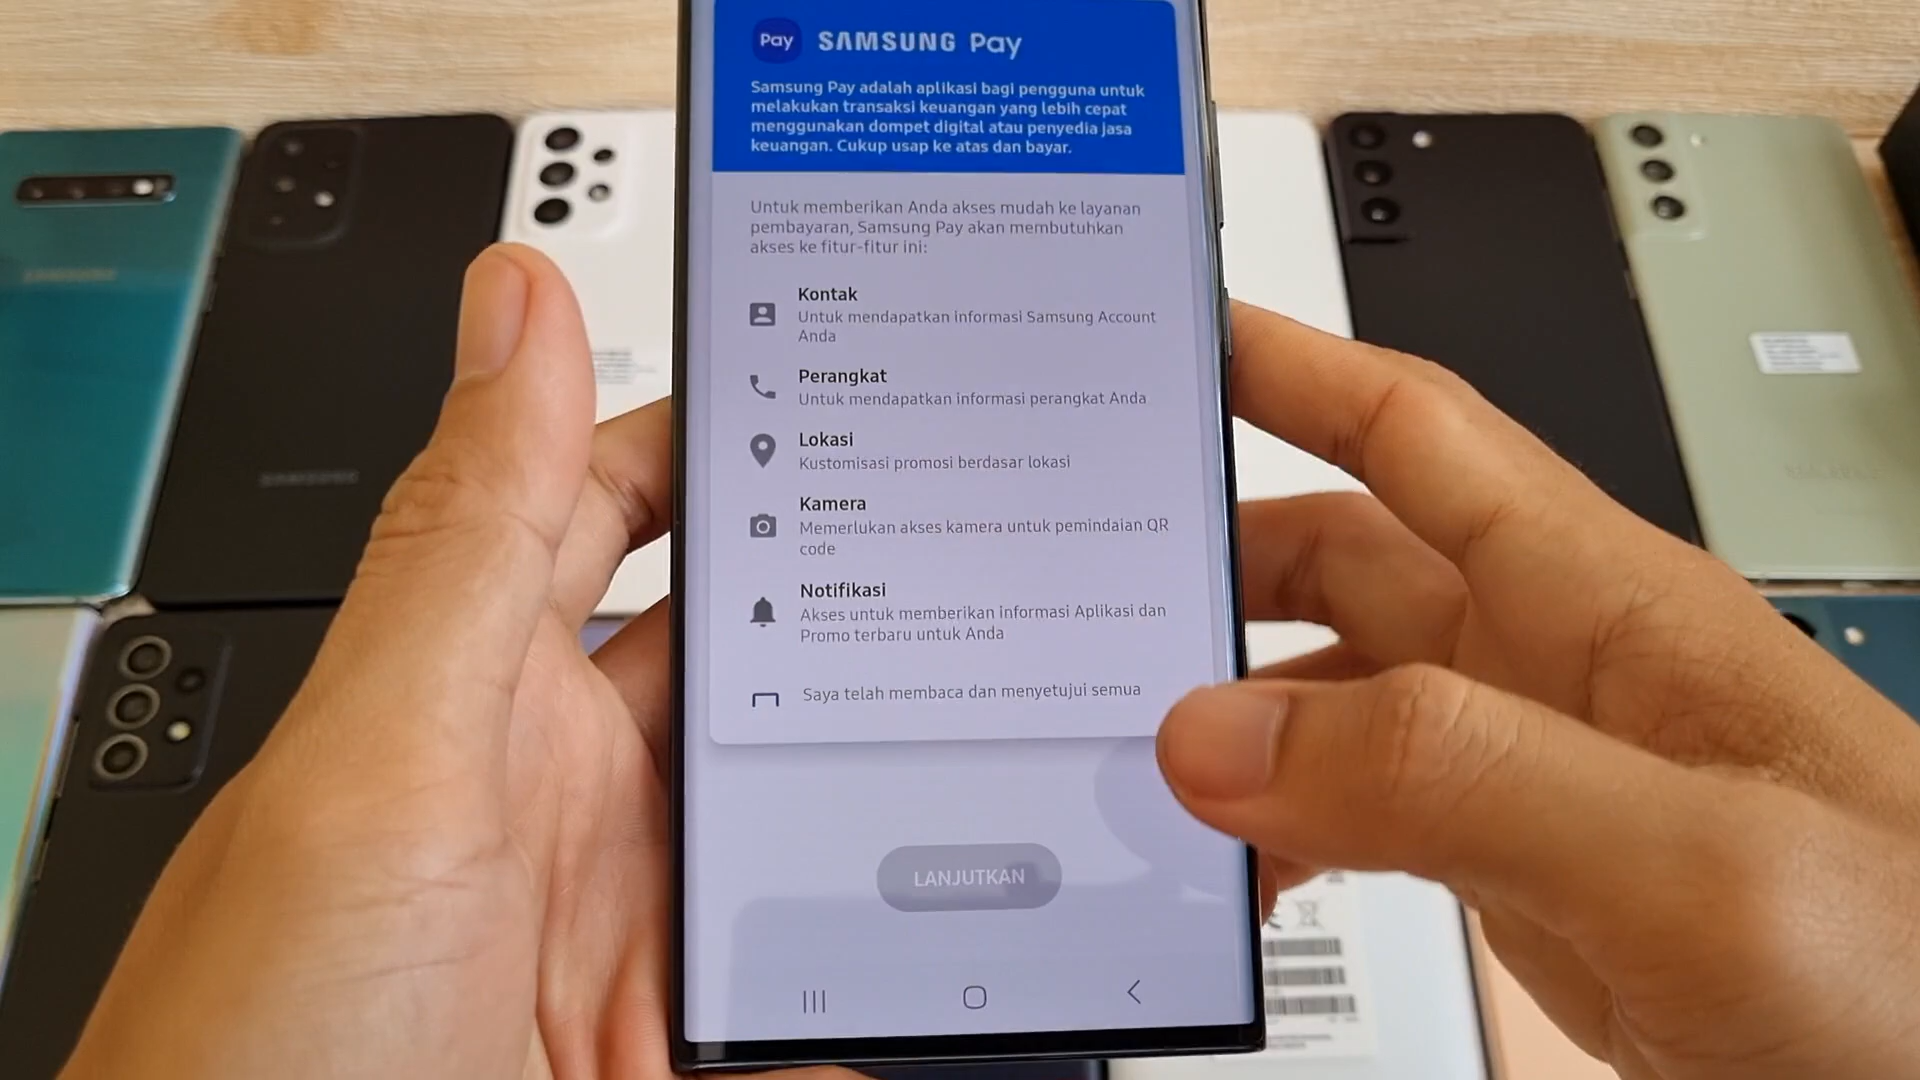 Pay SAMSUNG Pay
Samsung Pay adalah aplikasi bagi pengguna untuk
melakukan transaksi keuangan yang lebih cepat
menggunakan dompet digital atau penyedia jasa
keuangan. Cukup usap ke atas dan bayar.
Untuk memberikan Anda akses mudah ke layanan
pembayaran, Samsung Pay akan membutuhkan
akses ke fitur-fitur ini:
Kontak
Untuk mendapatkan informasi Samsung Account
Anda
Perangkat
Untuk mendapatkan informasi perangkat Anda
Lokasi
Kustomisasi promosi berdasar lokasi
Kamera
Memerlukan akses kamera untuk pemindaian QR
code
Notifikasi
Akses untuk memberikan informasi Aplikasi dan
Promo terbaru untuk Anda
Saya telah membaca dan menyetujui semua
LANJUTKAN
SAMSUNG
SAMSUNG